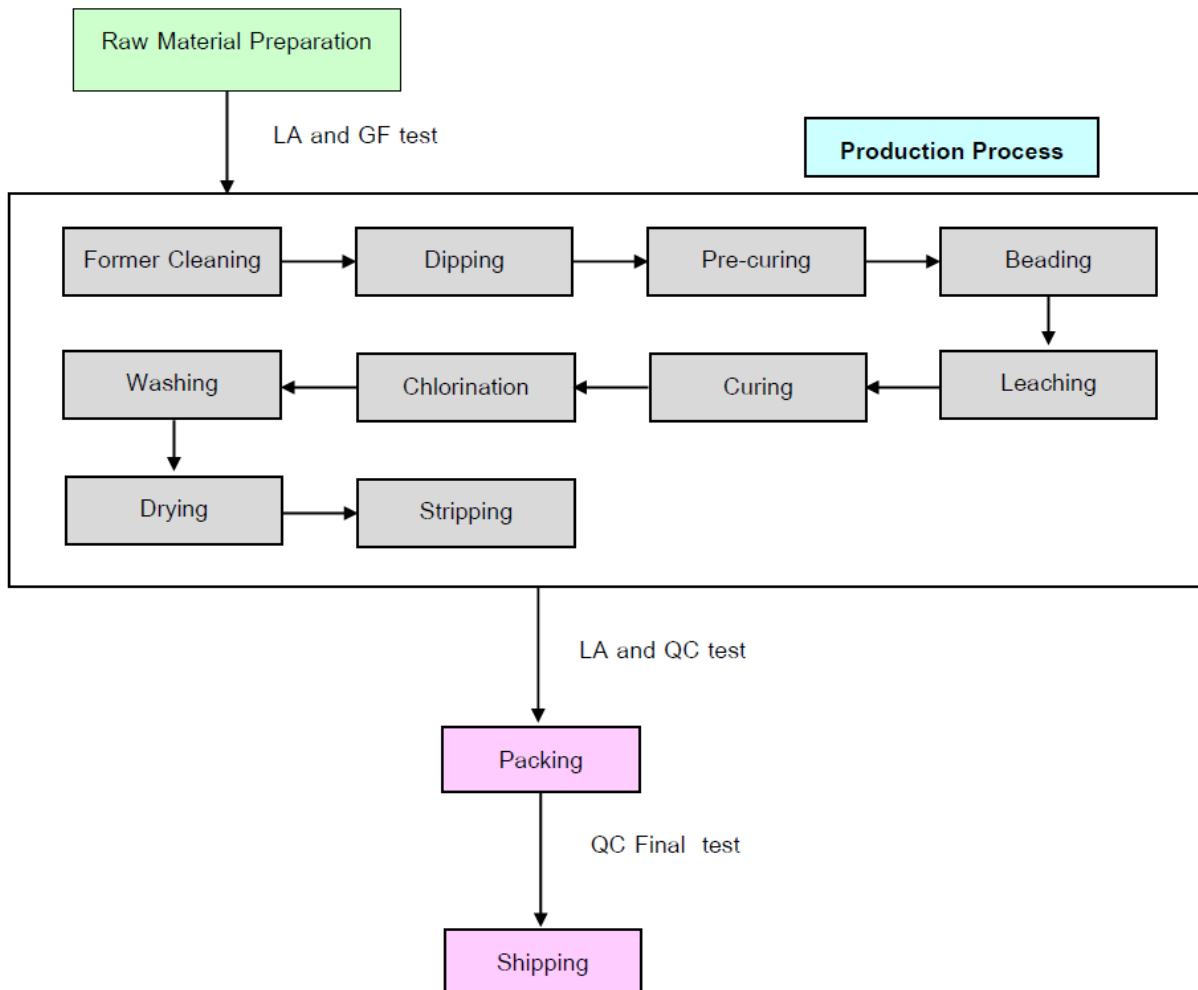 Raw Material Preparation
LA and GF test
Production Process
Former Cleaning
Dipping
Pre-curing
Beading
Washing
Chlorination
Curing
Leaching
Drying
Stripping
LA and QC test
Packing
QC Final test
Shipping